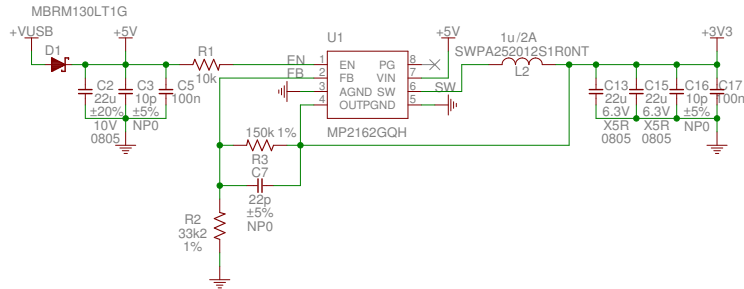 MBRM130LT1G
+VUSB
D1
+5V
C2
22u
±20%
10V
0805
C3
10p
±5%
NP0
C5
100n
R1
10k
EN
FB
U1
1 EN PG 8
2 FB VIN 7
3 AGND SW 6
4 OUT PGND 5
MP2162GQH
+5V
SW
1u/2A
SWPA252012S1R0NT
L2
150k 1%
R3
C7
22p
±5%
NP0
R2
33k2
1%
+3V3
C13
22u
6.3V
X5R
0805
C15
22u
6.3V
X5R
0805
C16
10p
±5%
NP0
C17
100n